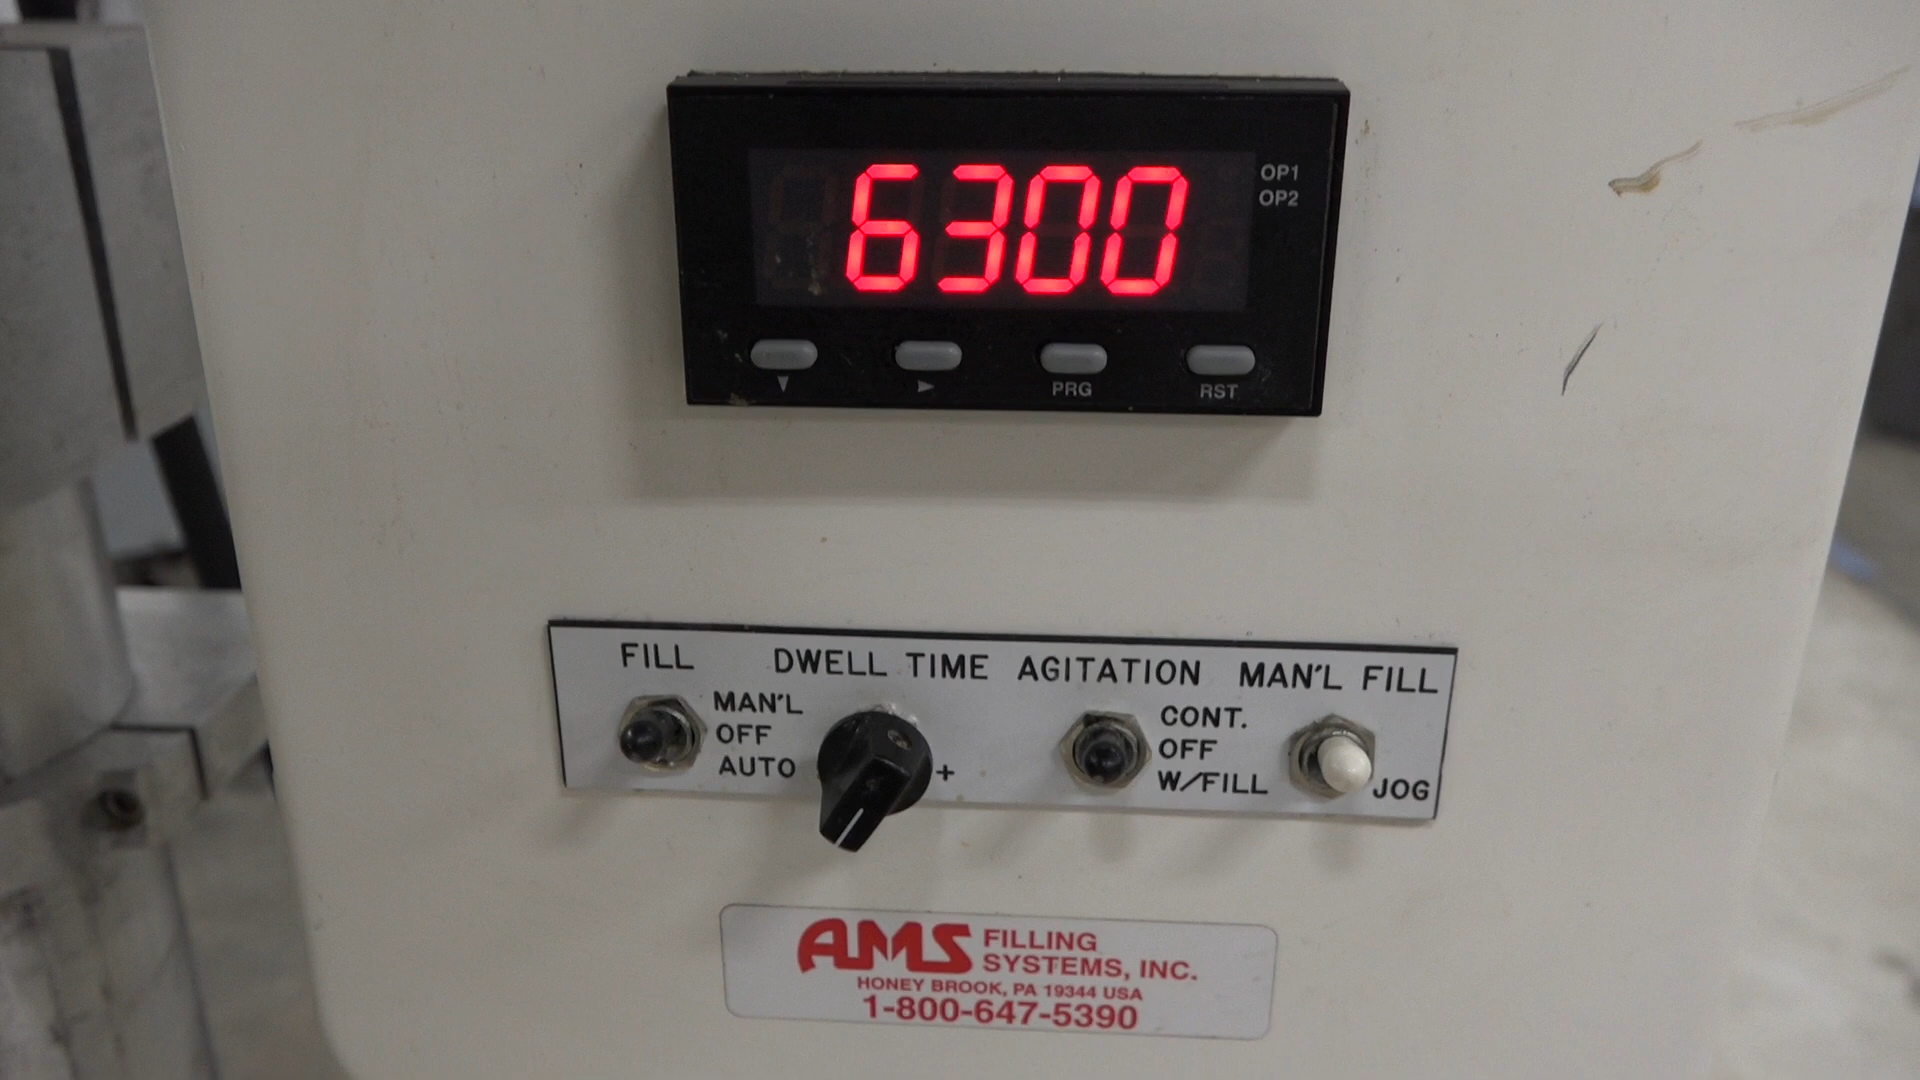 6300
OP1
OP2
▼ ► PRG RST
FILL DWELL TIME AGITATION MAN'L FILL
MAN'L
OFF
AUTO
+
CONT.
OFF
W/FILL
JOG
AMS FILLING
SYSTEMS, INC.
HONEY BROOK, PA 19344 USA
1-800-647-5390